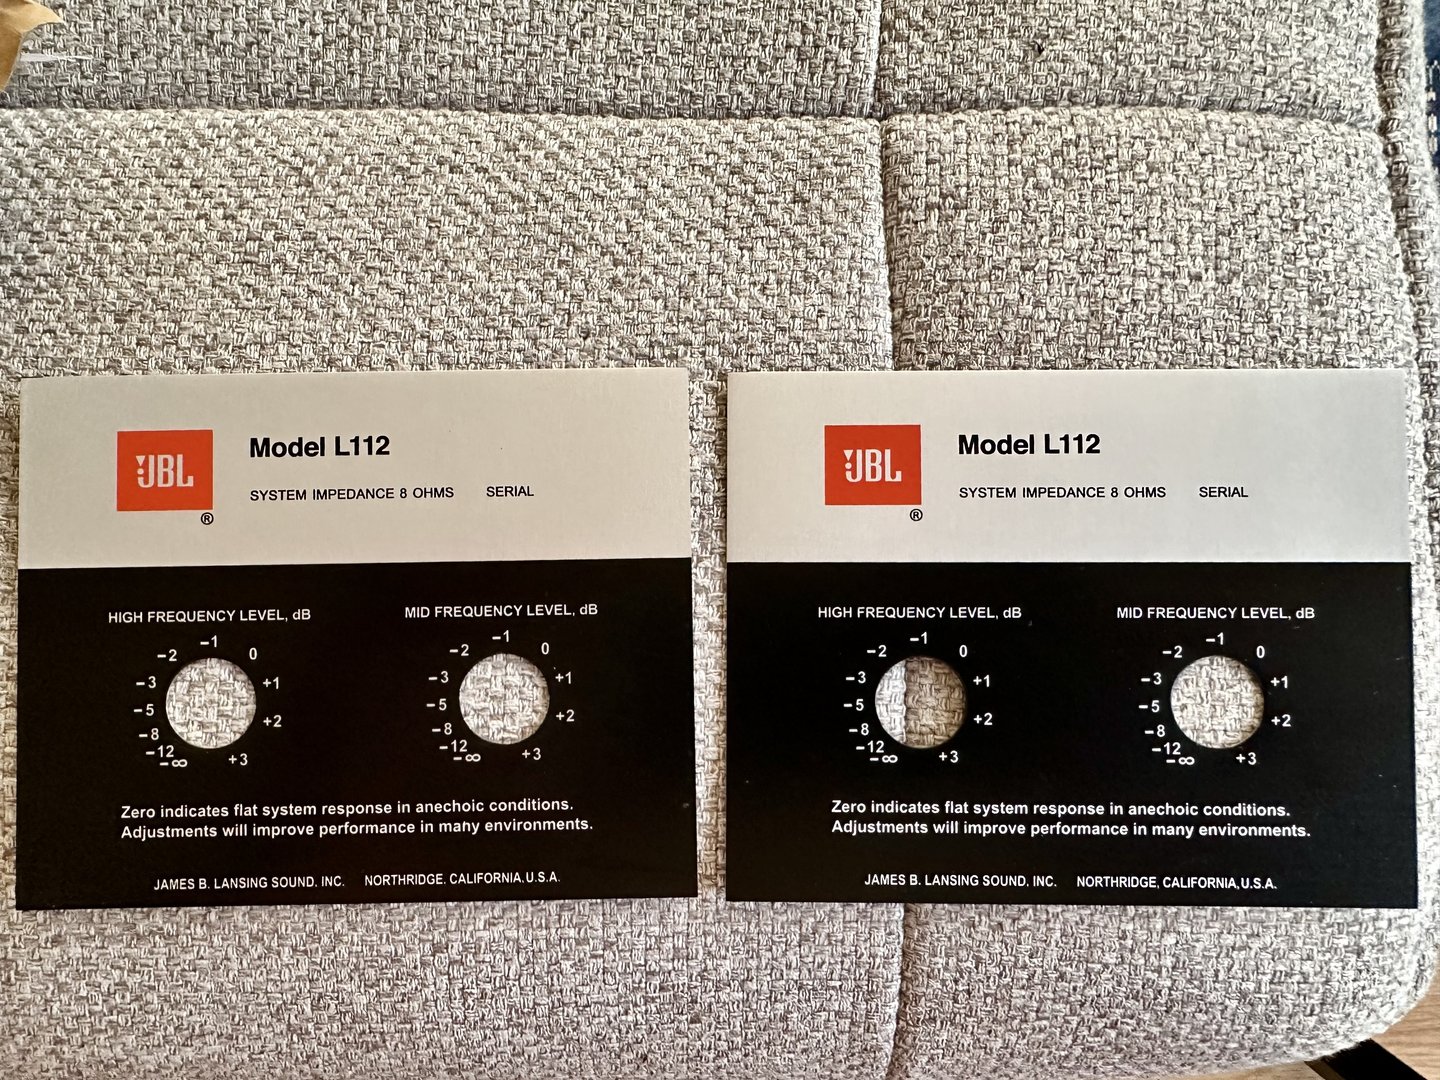 JBL
®
Model L112
SYSTEM IMPEDANCE 8 OHMS SERIAL
HIGH FREQUENCY LEVEL, dB
-1
-2 0
-3 +1
-5 +2
-8
-12
-∞ +3
MID FREQUENCY LEVEL, dB
-1
-2 0
-3 +1
-5 +2
-8
-12
-∞ +3
Zero indicates flat system response in anechoic conditions.
Adjustments will improve performance in many environments.
JAMES B. LANSING SOUND, INC. NORTHRIDGE, CALIFORNIA, U.S.A.
JBL
®
Model L112
SYSTEM IMPEDANCE 8 OHMS SERIAL
HIGH FREQUENCY LEVEL, dB
-1
-2 0
-3 +1
-5 +2
-8
-12
-∞ +3
MID FREQUENCY LEVEL, dB
-1
-2 0
-3 +1
-5 +2
-8
-12
-∞ +3
Zero indicates flat system response in anechoic conditions.
Adjustments will improve performance in many environments.
JAMES B. LANSING SOUND, INC. NORTHRIDGE, CALIFORNIA, U.S.A.